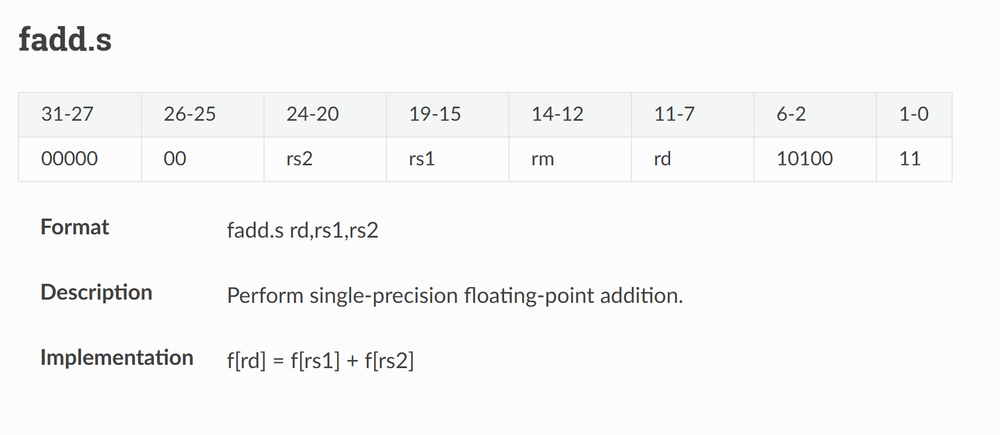 fadd.s
31-27 26-25 24-20 19-15 14-12 11-7 6-2 1-0
00000 00 rs2 rs1 rm rd 10100 11
Format fadd.s rd,rs1,rs2
Description Perform single-precision floating-point addition.
Implementation f[rd] = f[rs1] + f[rs2]